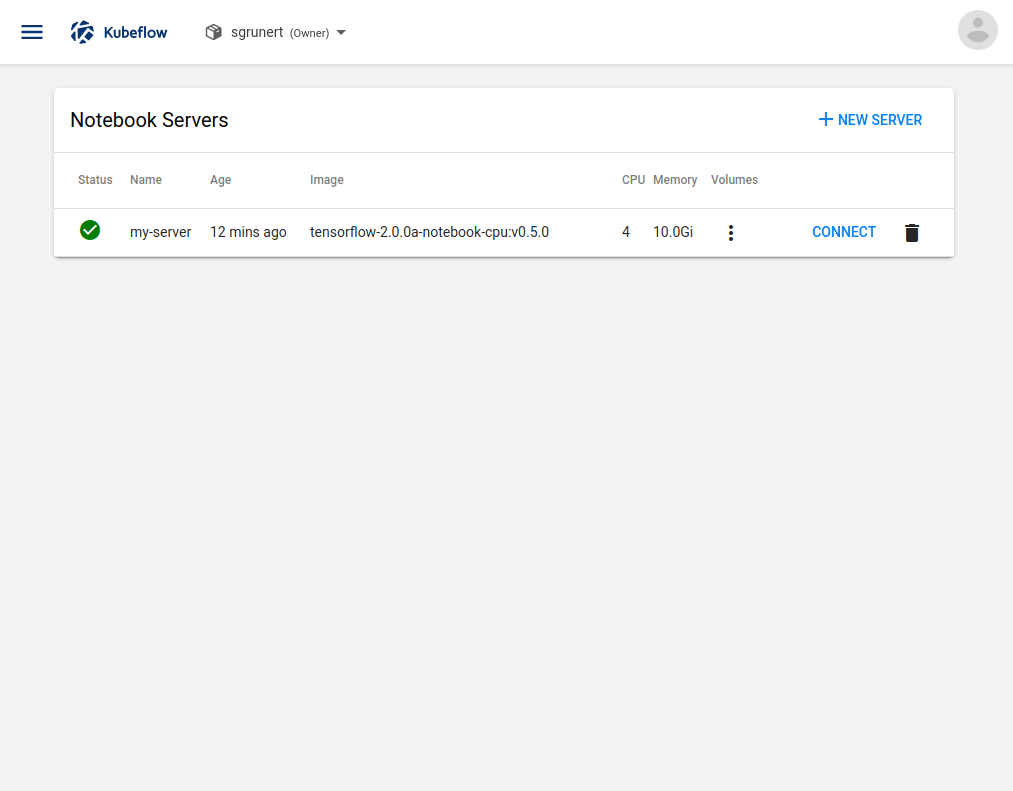 Kubeflow sgrunert (Owner)
Notebook Servers NEW SERVER
Status Name Age Image CPU Memory Volumes
my-server 12 mins ago tensorflow-2.0.0a-notebook-cpu:v0.5.0 4 10.0Gi CONNECT